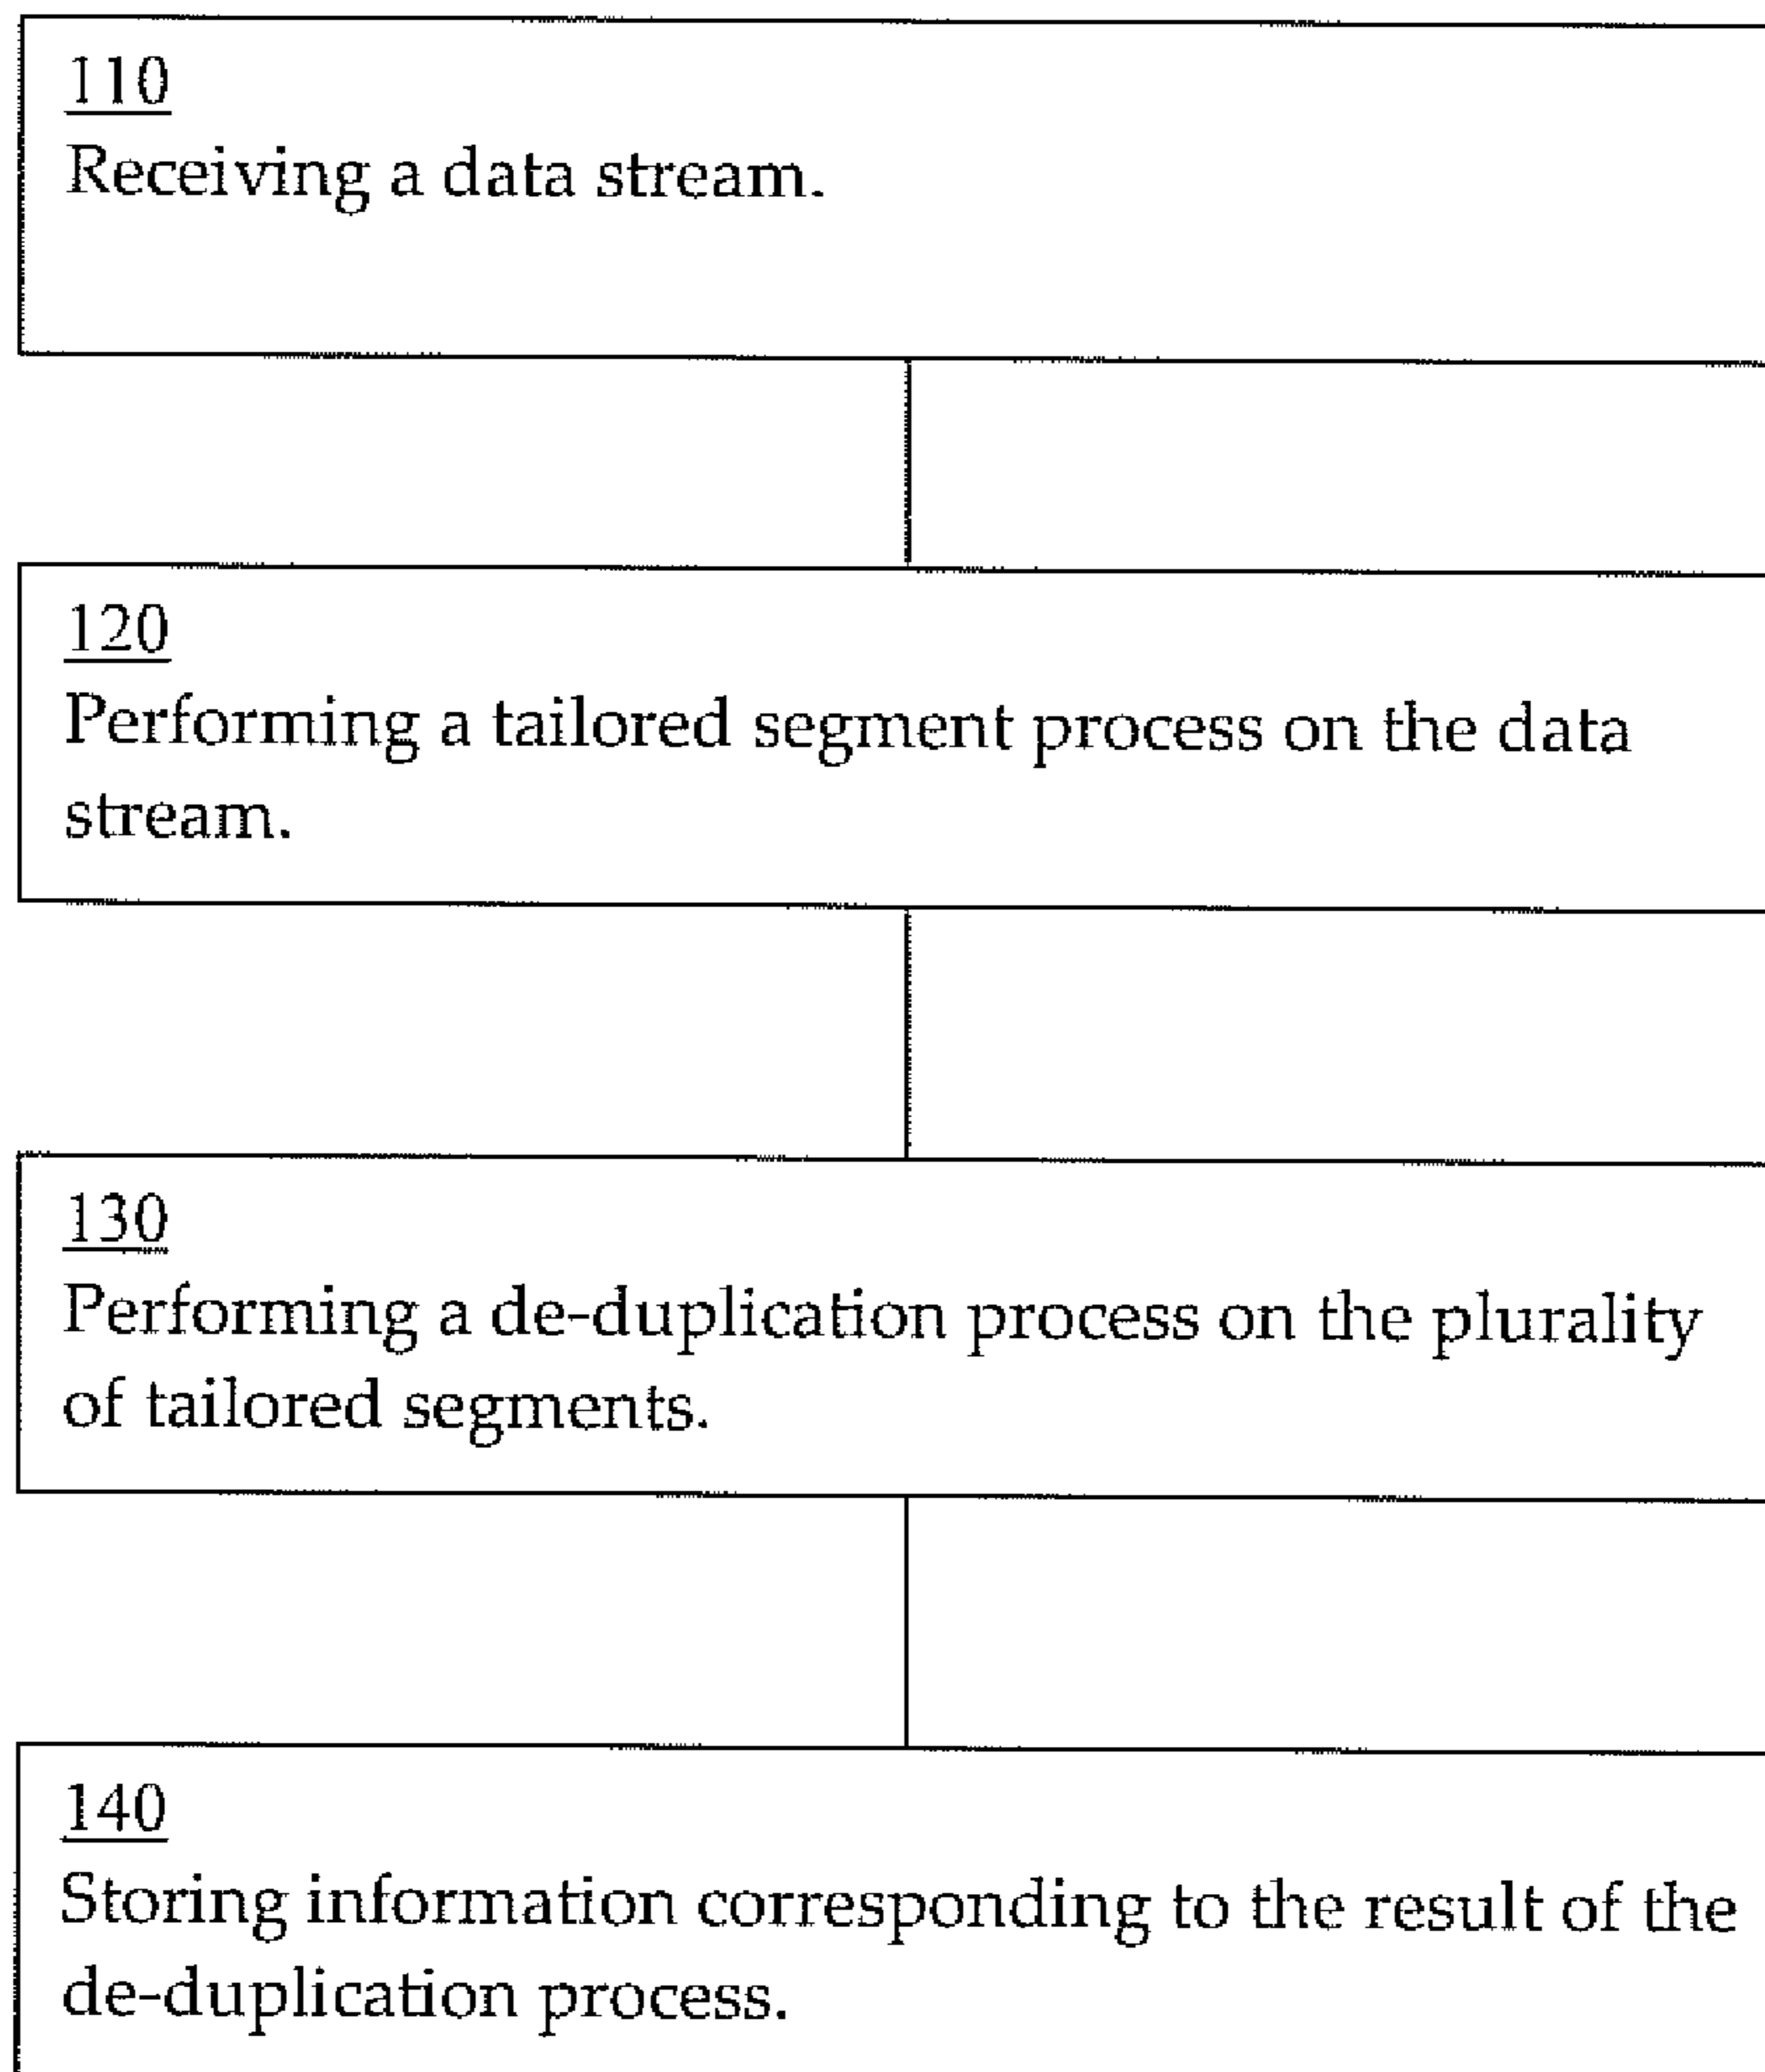 110
Receiving a data stream.
120
Performing a tailored segment process on the data
stream.
130
Performing a de-duplication process on the plurality
of tailored segments.
140
Storing information corresponding to the result of the
de-duplication process.